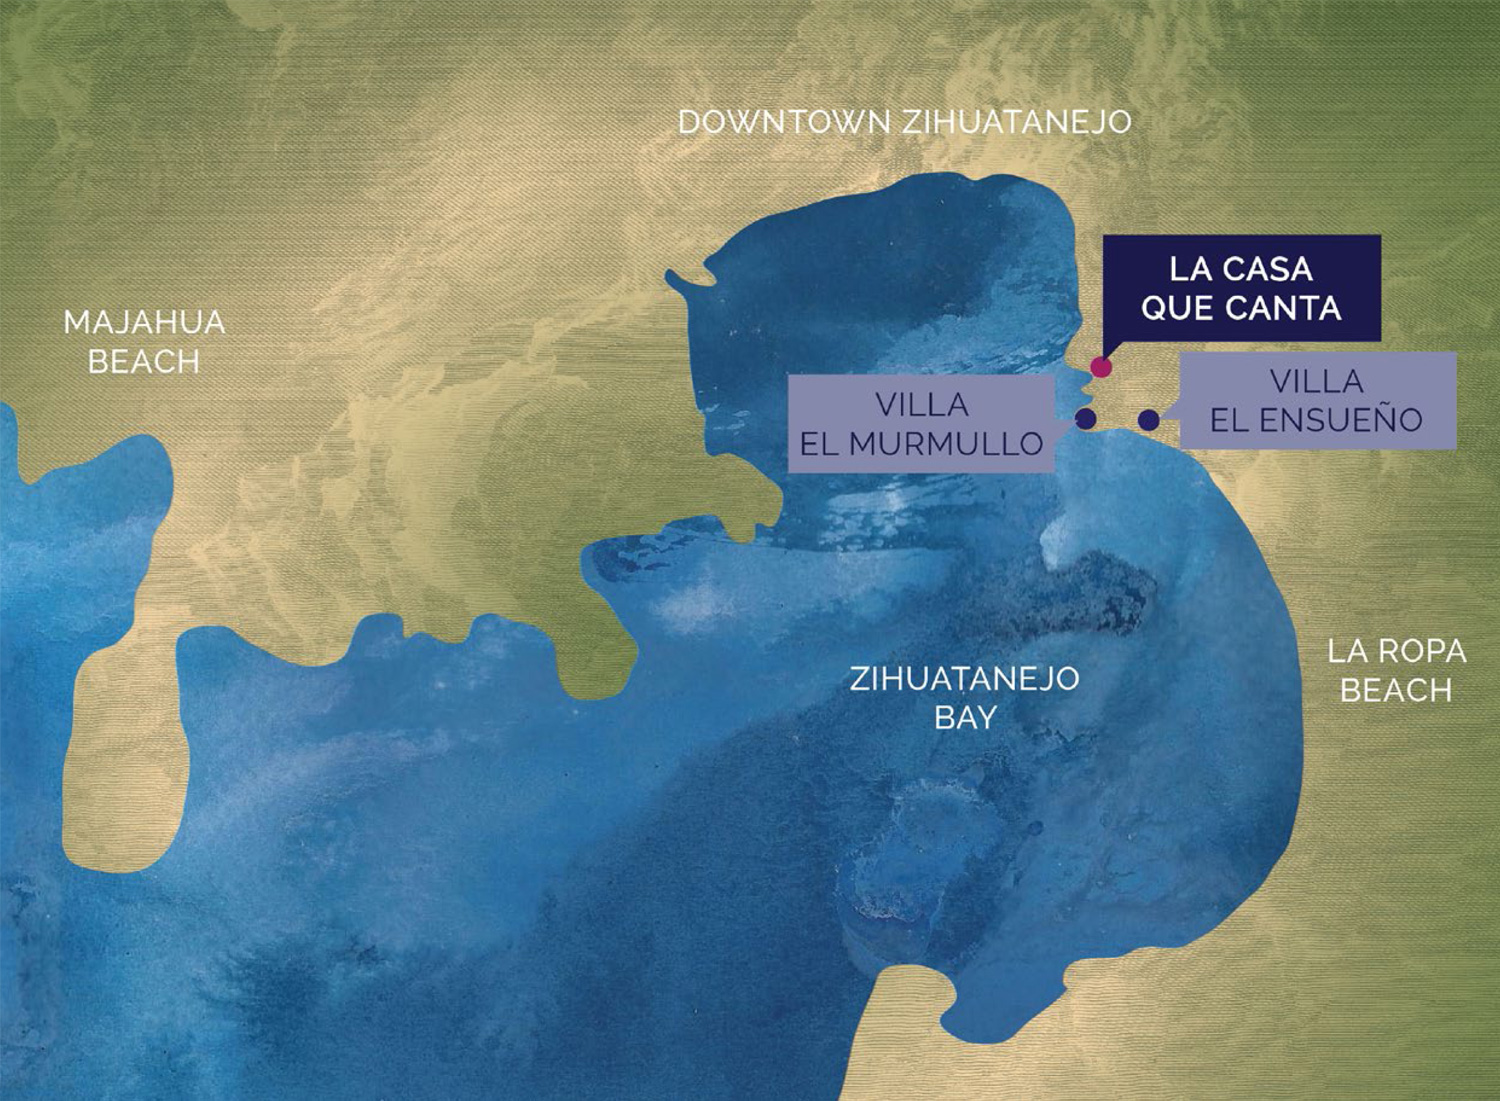 DOWNTOWN ZIHUATANEJO
LA CASA
QUE CANTA
MAJAHUA
BEACH
VILLA
EL ENSUEÑO
VILLA
EL MURMULLO
LA ROPA
BEACH
ZIHUATANEJO
BAY